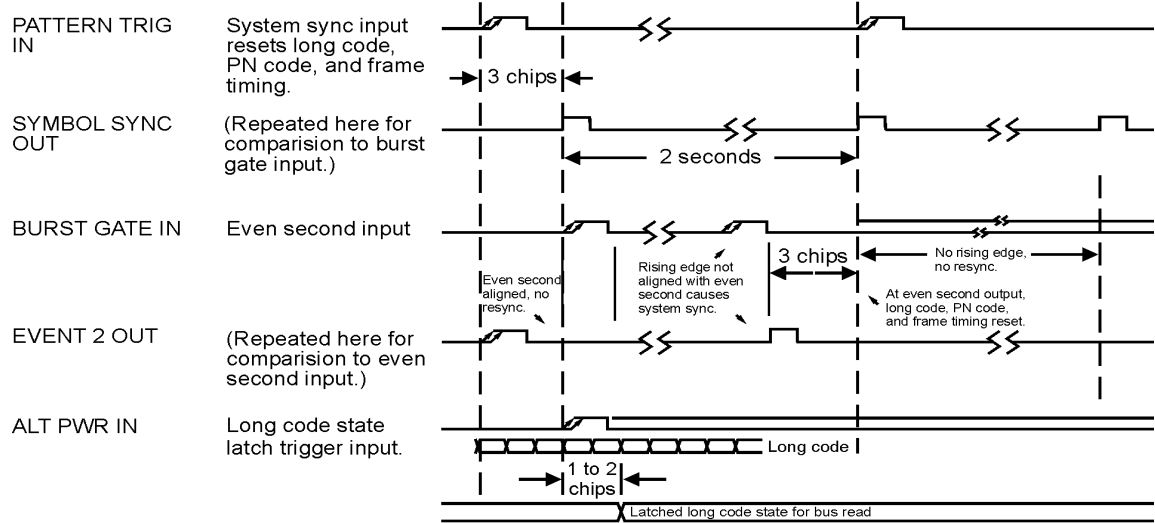 PATTERN TRIG
IN
System sync input
resets long code,
PN code, and frame
timing.
3 chips
SYMBOL SYNC
OUT
(Repeated here for
comparision to burst
gate input.)
2 seconds
BURST GATE IN
Even second input
3 chips
No rising edge,
no resync.
Even second
aligned, no
resync.
Rising edge not
aligned with even
second causes
system sync.
At even second output,
long code, PN code,
and frame timing reset.
EVENT 2 OUT
(Repeated here for
comparision to even
second input.)
ALT PWR IN
Long code state
latch trigger input.
Long code
1 to 2
chips
Latched long code state for bus read